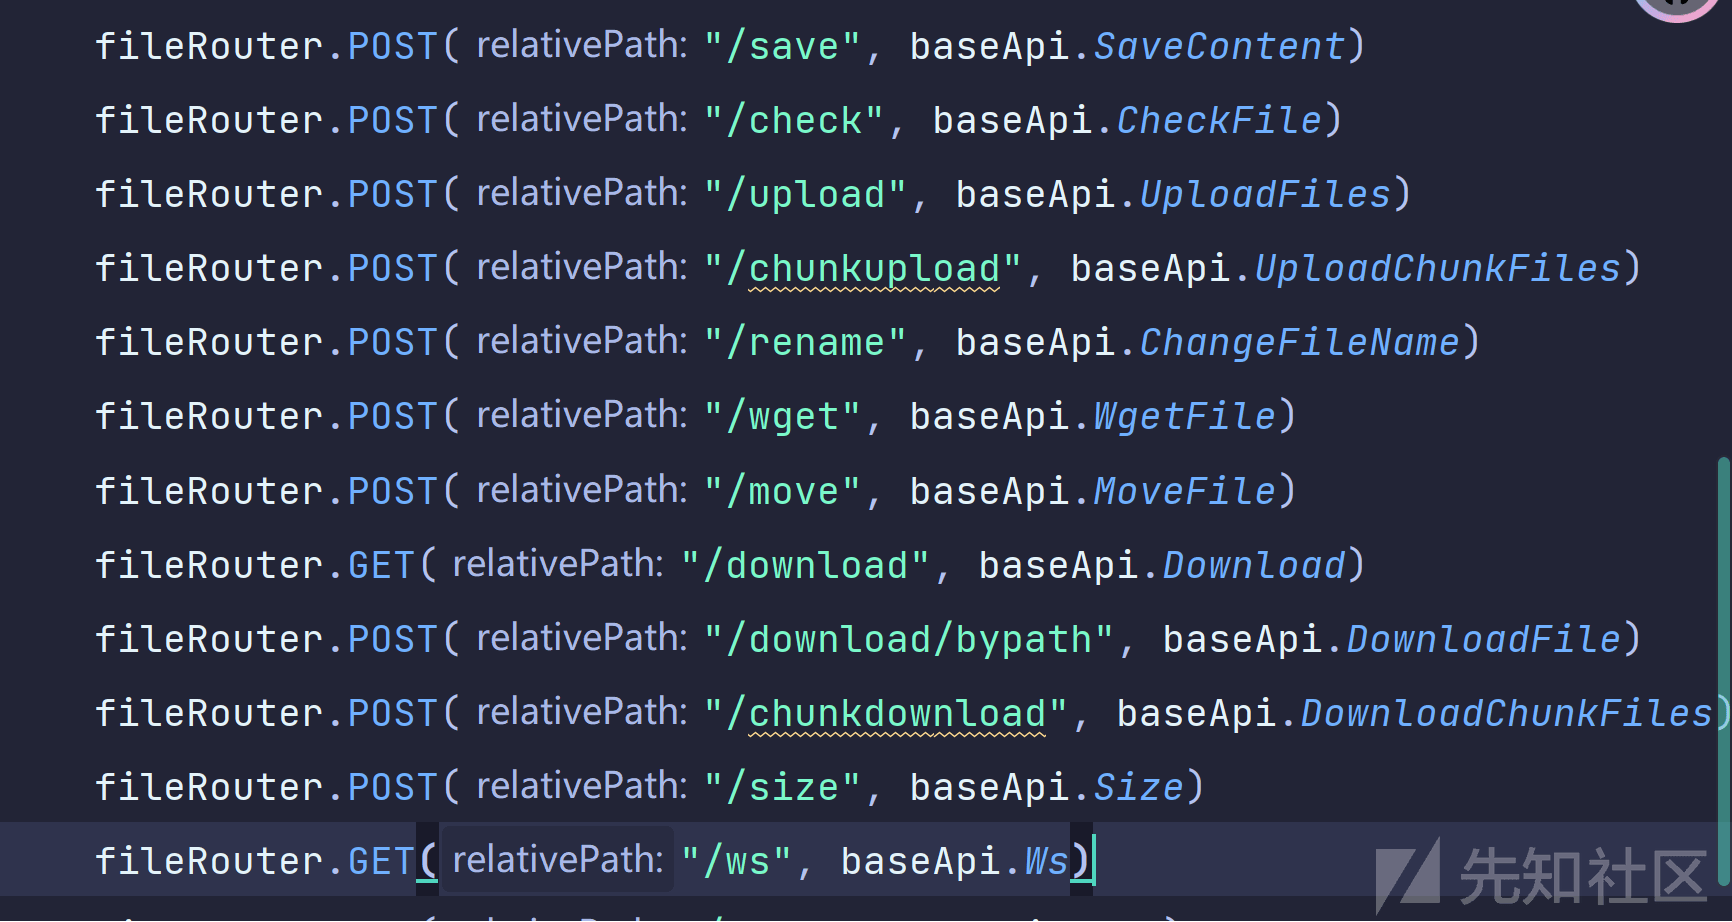 fileRouter.POST( relativePath: "/save", baseApi.SaveContent)
fileRouter.POST( relativePath: "/check", baseApi.CheckFile)
fileRouter.POST( relativePath: "/upload", baseApi.UploadFiles)
fileRouter.POST( relativePath: "/chunkupload", baseApi.UploadChunkFiles)
fileRouter.POST( relativePath: "/rename", baseApi.ChangeFileName)
fileRouter.POST( relativePath: "/wget", baseApi.WgetFile)
fileRouter.POST( relativePath: "/move", baseApi.MoveFile)
fileRouter.GET( relativePath: "/download", baseApi.Download)
fileRouter.POST( relativePath: "/download/bypath", baseApi.DownloadFile)
fileRouter.POST( relativePath: "/chunkdownload", baseApi.DownloadChunkFiles)
fileRouter.POST( relativePath: "/size", baseApi.Size)
fileRouter.GET( relativePath: "/ws", baseApi.Ws)
先知社区